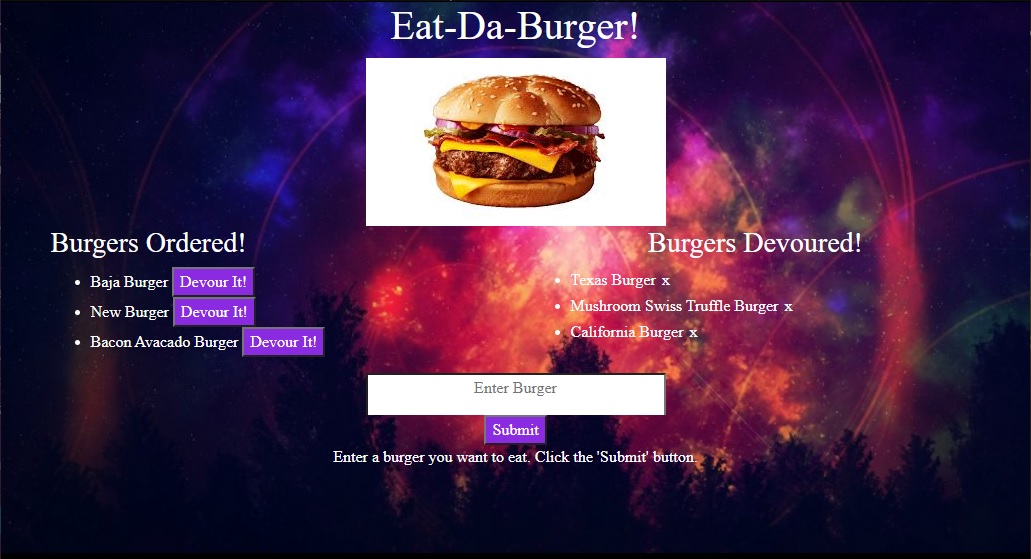 Eat-Da-Burger!
Burgers Ordered!
Baja Burger Devour It!
New Burger Devour It!
Bacon Avacado Burger Devour It!
Burgers Devoured!
Texas Burger x
Mushroom Swiss Truffle Burger x
California Burger x
Enter Burger
Submit
Enter a burger you want to eat. Click the 'Submit' button.